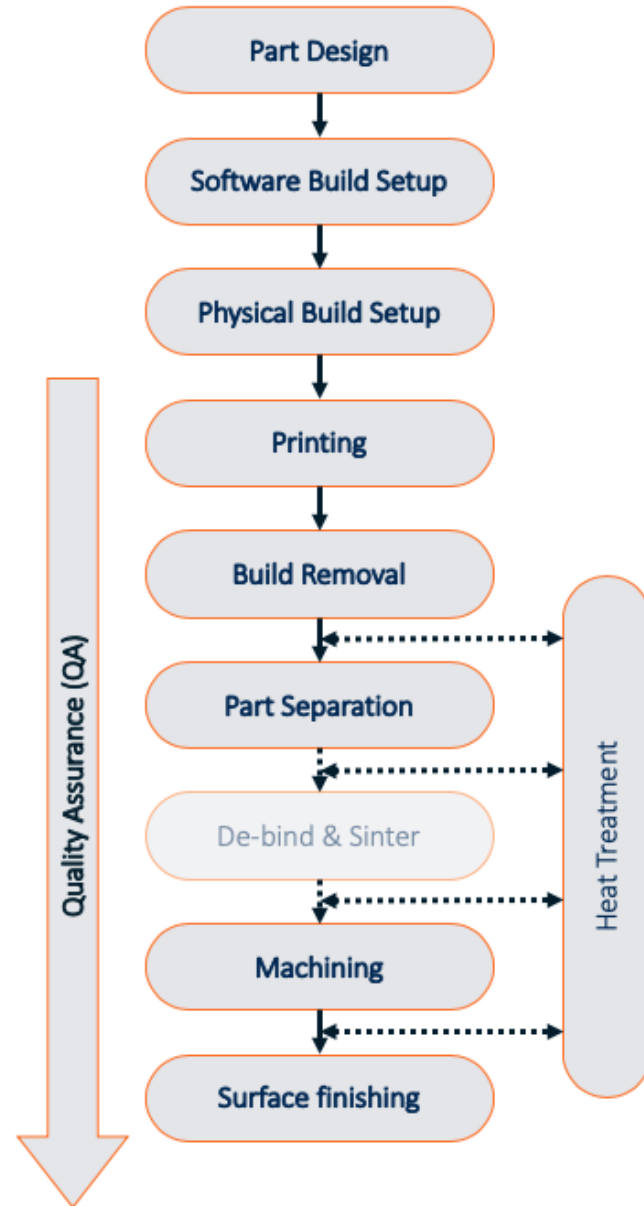 Part Design
Software Build Setup
Physical Build Setup
Printing
Build Removal
Part Separation
De-bind & Sinter
Machining
Surface finishing
Quality Assurance (QA)
Heat Treatment